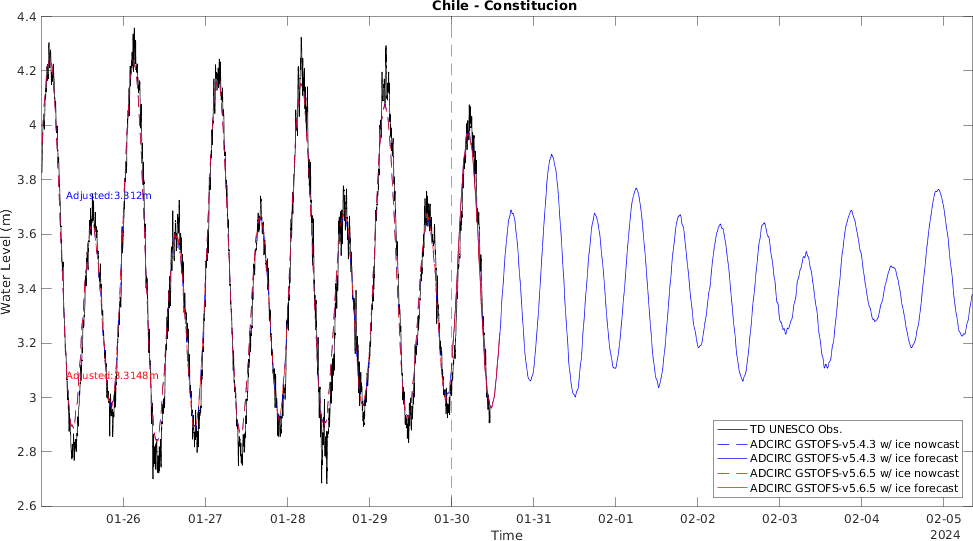 Chile - Constitucion
Water Level (m)
4.4
4.2
4
3.8
3.6
3.4
3.2
3
2.8
2.6
Adjusted:3.312m
Adjusted:3.3148m
TD UNESCO Obs.
ADCIRC GSTOFS-v5.4.3 w/ ice nowcast
ADCIRC GSTOFS-v5.4.3 w/ ice forecast
ADCIRC GSTOFS-v5.6.5 w/ ice nowcast
ADCIRC GSTOFS-v5.6.5 w/ ice forecast
01-26 01-27 01-28 01-29 01-30 01-31 02-01 02-02 02-03 02-04 02-05
Time
2024